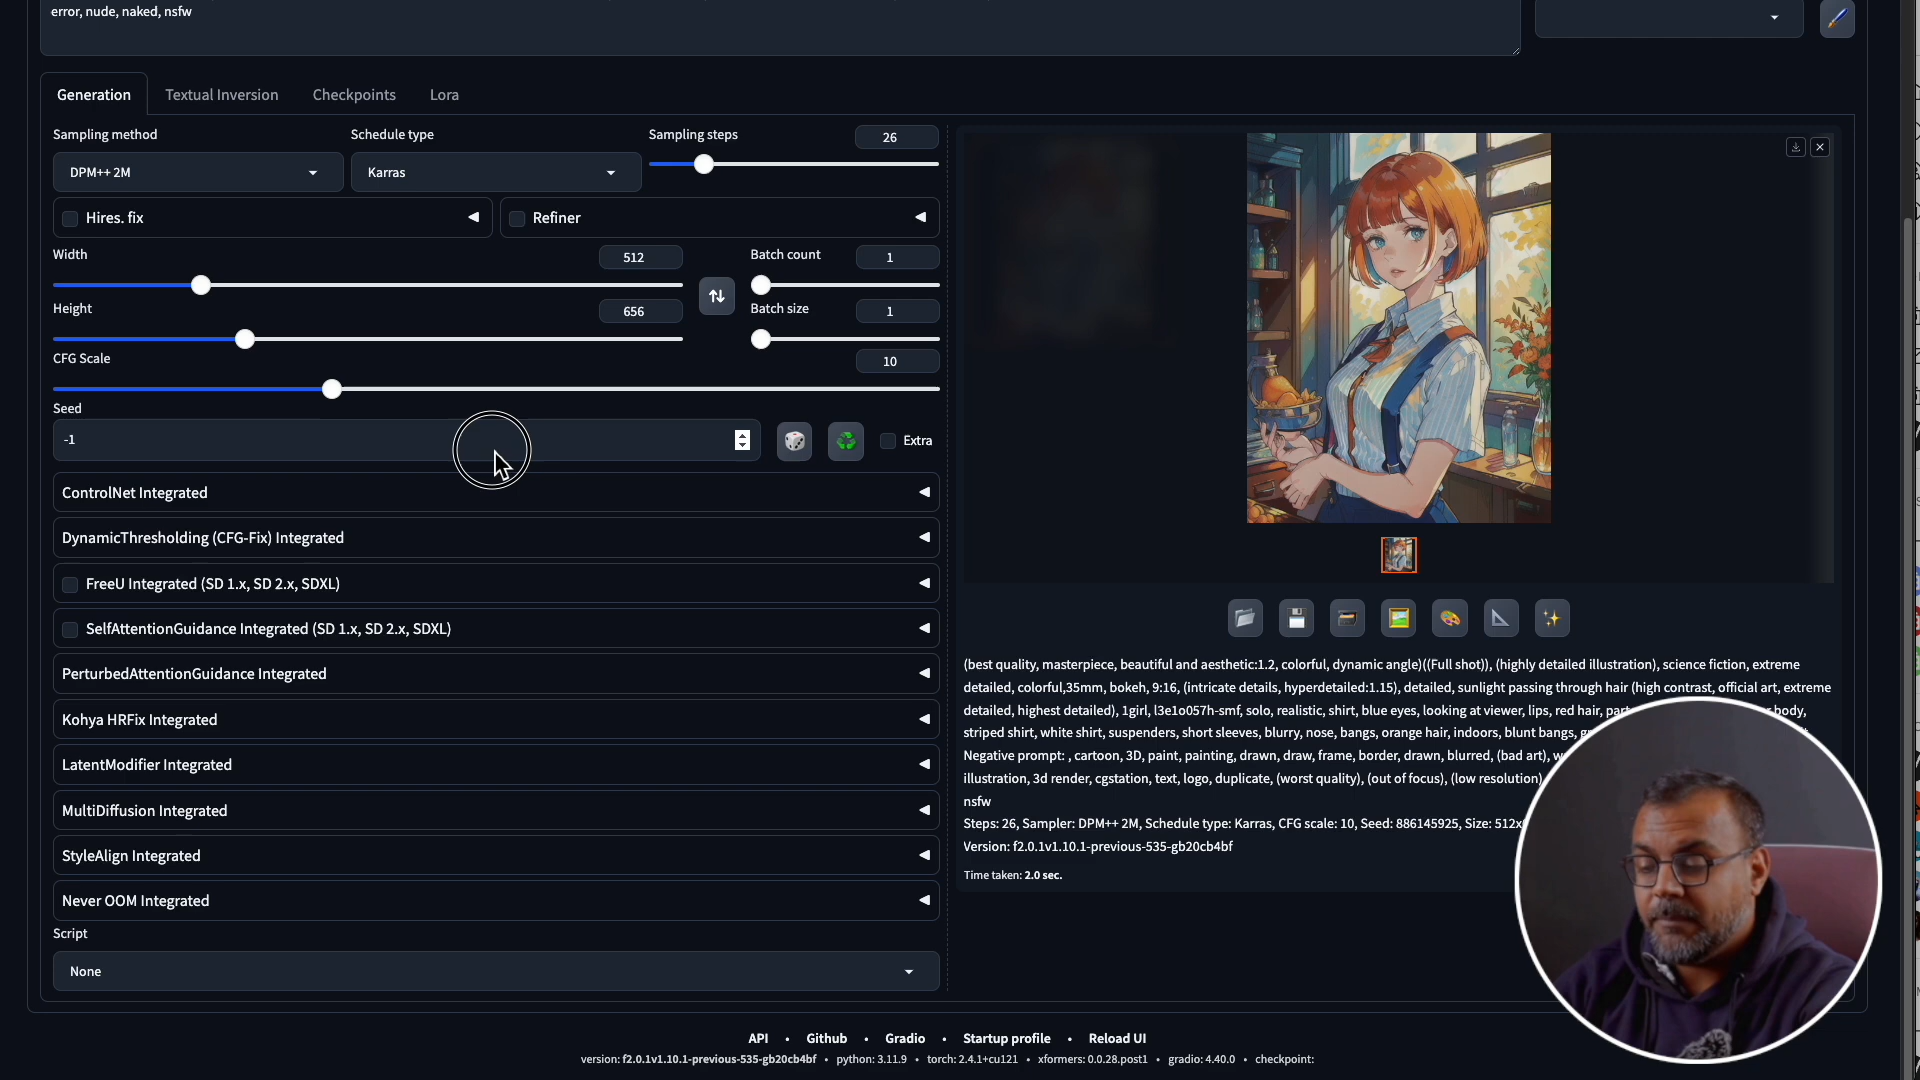 error, nude, naked, nsfw
Generation
Textual Inversion
Checkpoints
Lora
Sampling method
Schedule type
Sampling steps
26
DPM++ 2M
Karras
Hires. fix
Refiner
Width
512
Batch count
1
Height
656
Batch size
1
CFG Scale
10
Seed
-1
Extra
ControlNet Integrated
DynamicThresholding (CFG-Fix) Integrated
FreeU Integrated (SD 1.x, SD 2.x, SDXL)
SelfAttentionGuidance Integrated (SD 1.x, SD 2.x, SDXL)
PerturbedAttentionGuidance Integrated
Kohya HRFix Integrated
LatentModifier Integrated
MultiDiffusion Integrated
StyleAlign Integrated
Never OOM Integrated
Script
None
(best quality, masterpiece, beautiful and aesthetic:1.2, colorful, dynamic angle)((Full shot)), (highly detailed illustration), science fiction, extreme
detailed, colorful,35mm, bokeh, 9:16, (intricate details, hyperdetailed:1.15), detailed, sunlight passing through hair (high contrast, official art, extreme
detailed, highest detailed), 1girl, l3e1o057h-smf, solo, realistic, shirt, blue eyes, looking at viewer, lips, red hair, body,
striped shirt, white shirt, suspenders, short sleeves, blurry, nose, bangs, orange hair, indoors, blunt bangs,
Negative prompt: , cartoon, 3D, paint, painting, drawn, draw, frame, border, drawn, blurred, (bad art),
illustration, 3d render, cgstation, text, logo, duplicate, (worst quality), (out of focus), (low resolution)
nsfw
Steps: 26, Sampler: DPM++ 2M, Schedule type: Karras, CFG scale: 10, Seed: 886145925, Size:
Version: f2.0.1v1.10.1-previous-535-gb20cb4bf
Time taken: 2.0 sec.
API • Github • Gradio • Startup profile • Reload UI
version: f2.0.1v1.10.1-previous-535-gb20cb4bf • python: 3.11.9 • torch: 2.4.1+cu121 • xformers: 0.0.28.post1 • gradio: 4.40.0 • checkpoint: